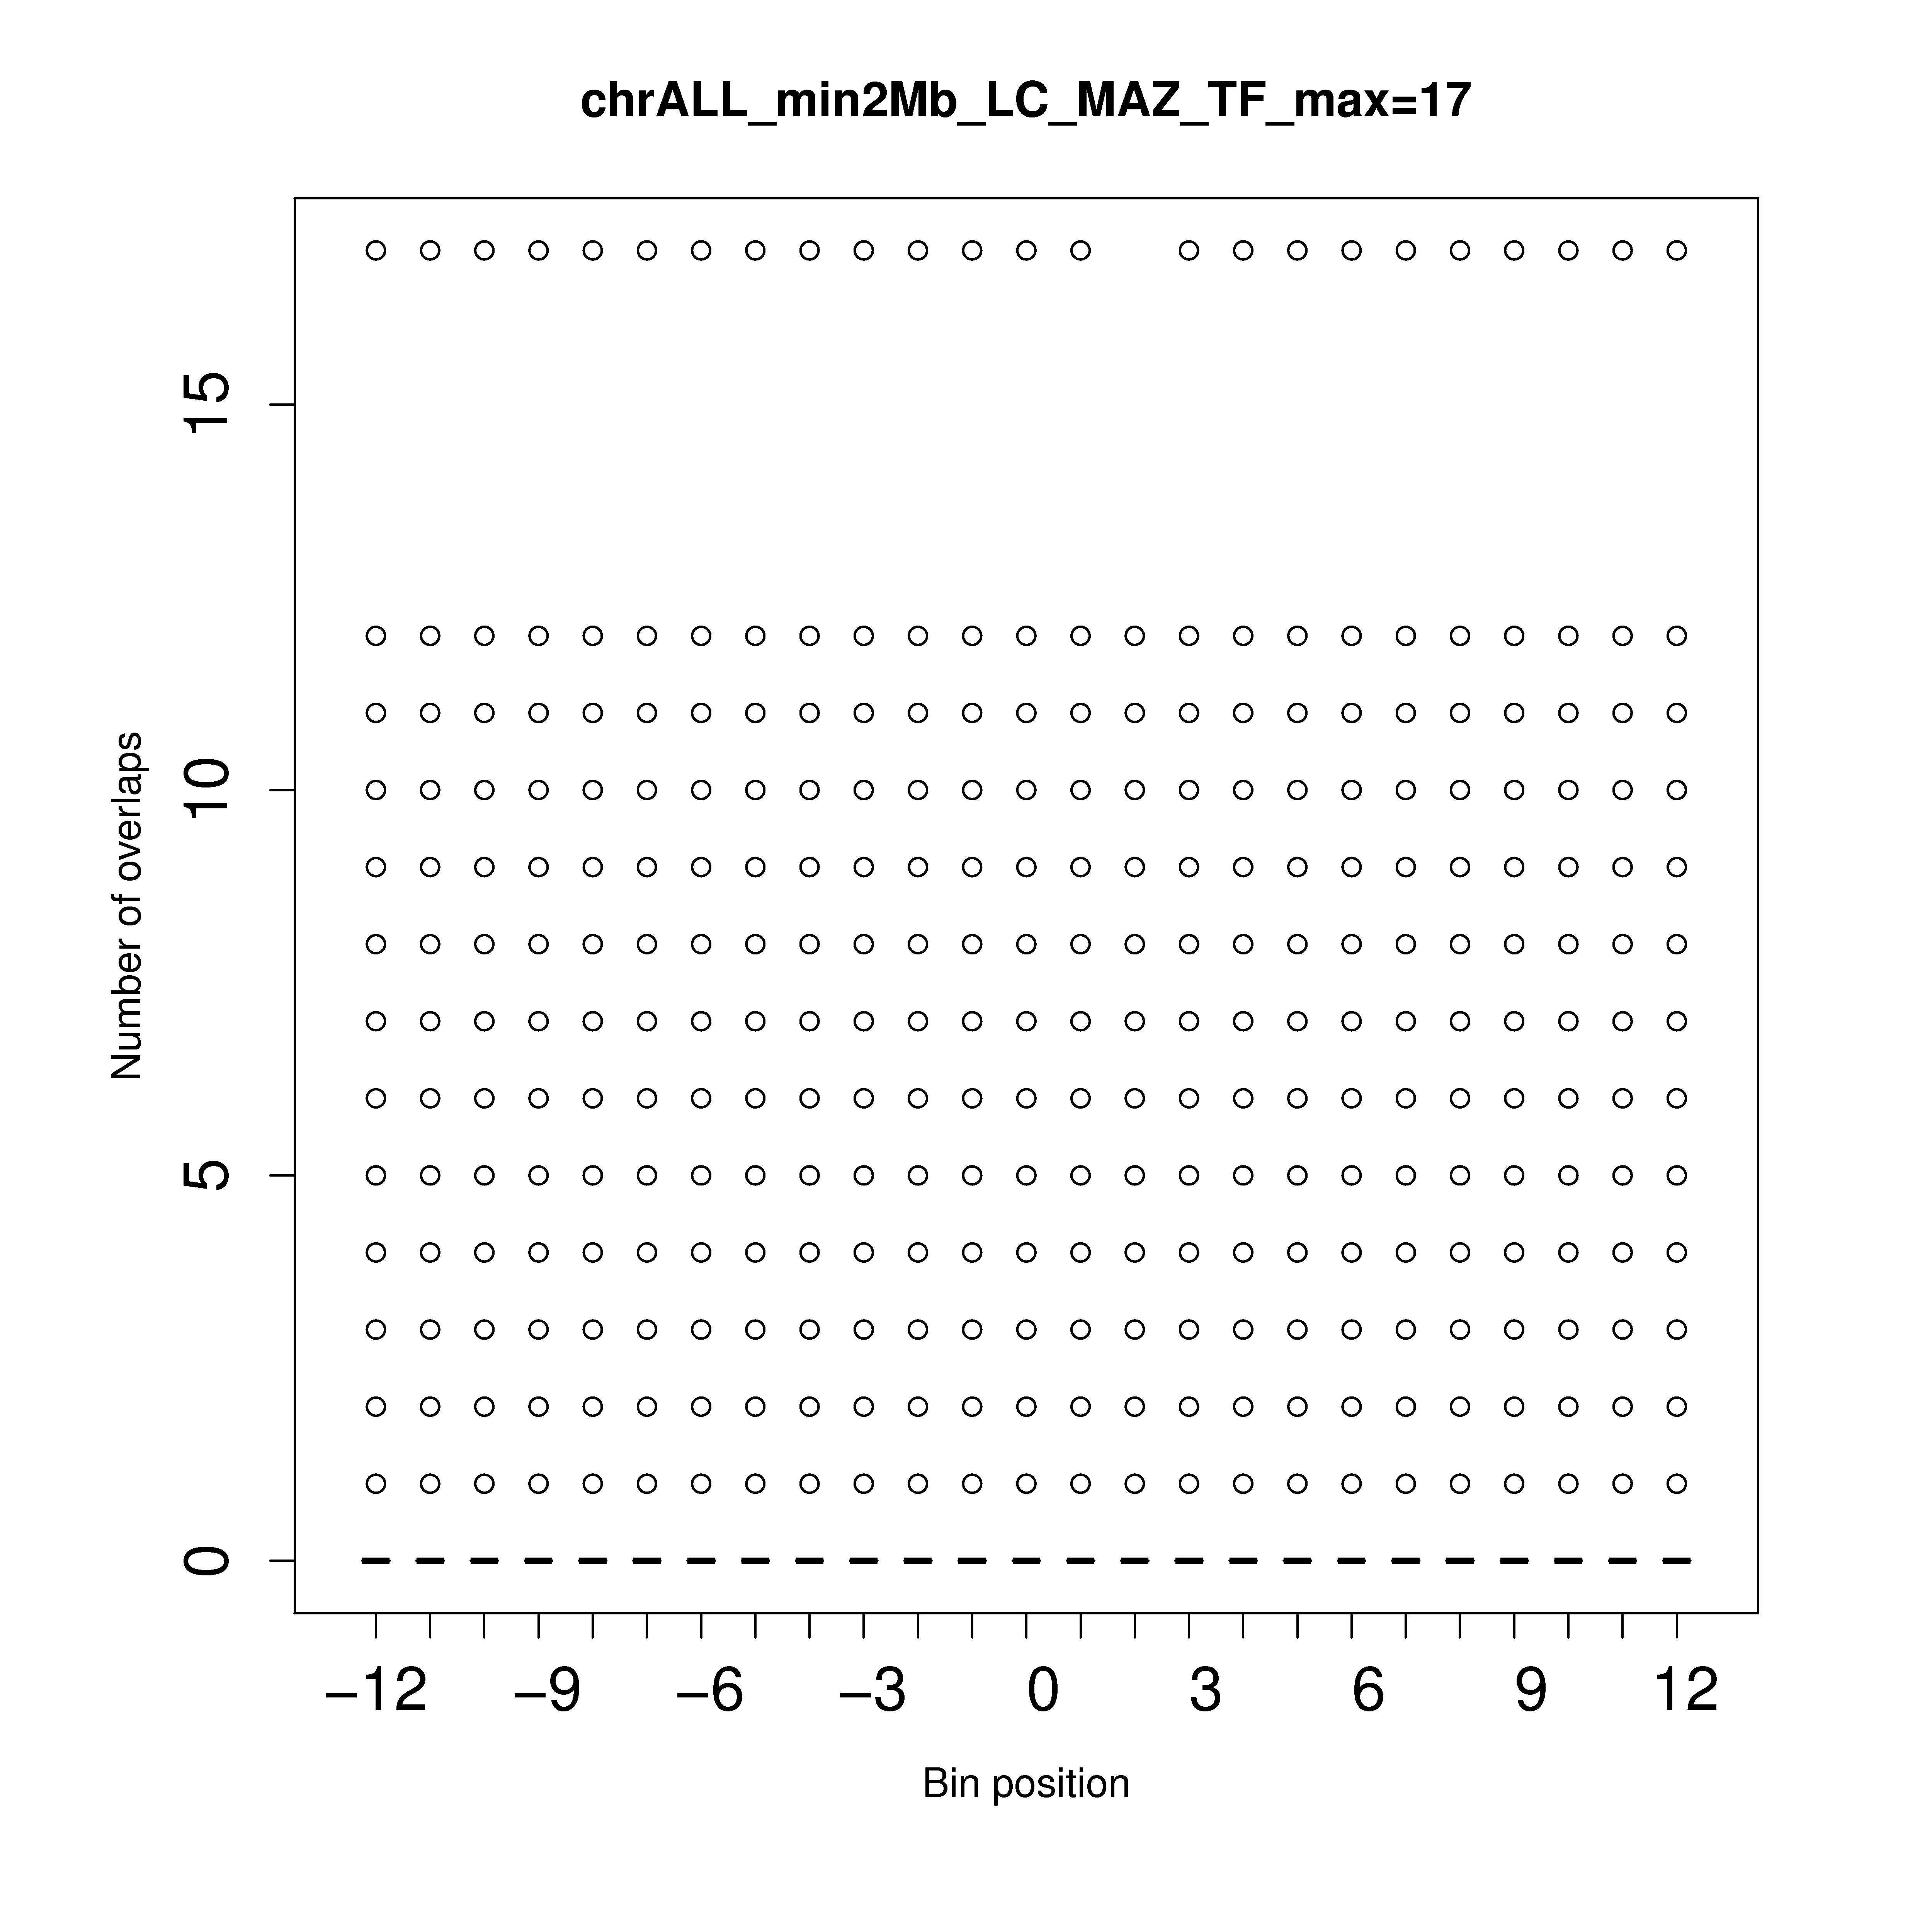 chrALL_min2Mb_LC_MAZ_TF_max=17
15
10
5
0
Number of overlaps
−12 −9 −6 −3 0 3 6 9 12
Bin position